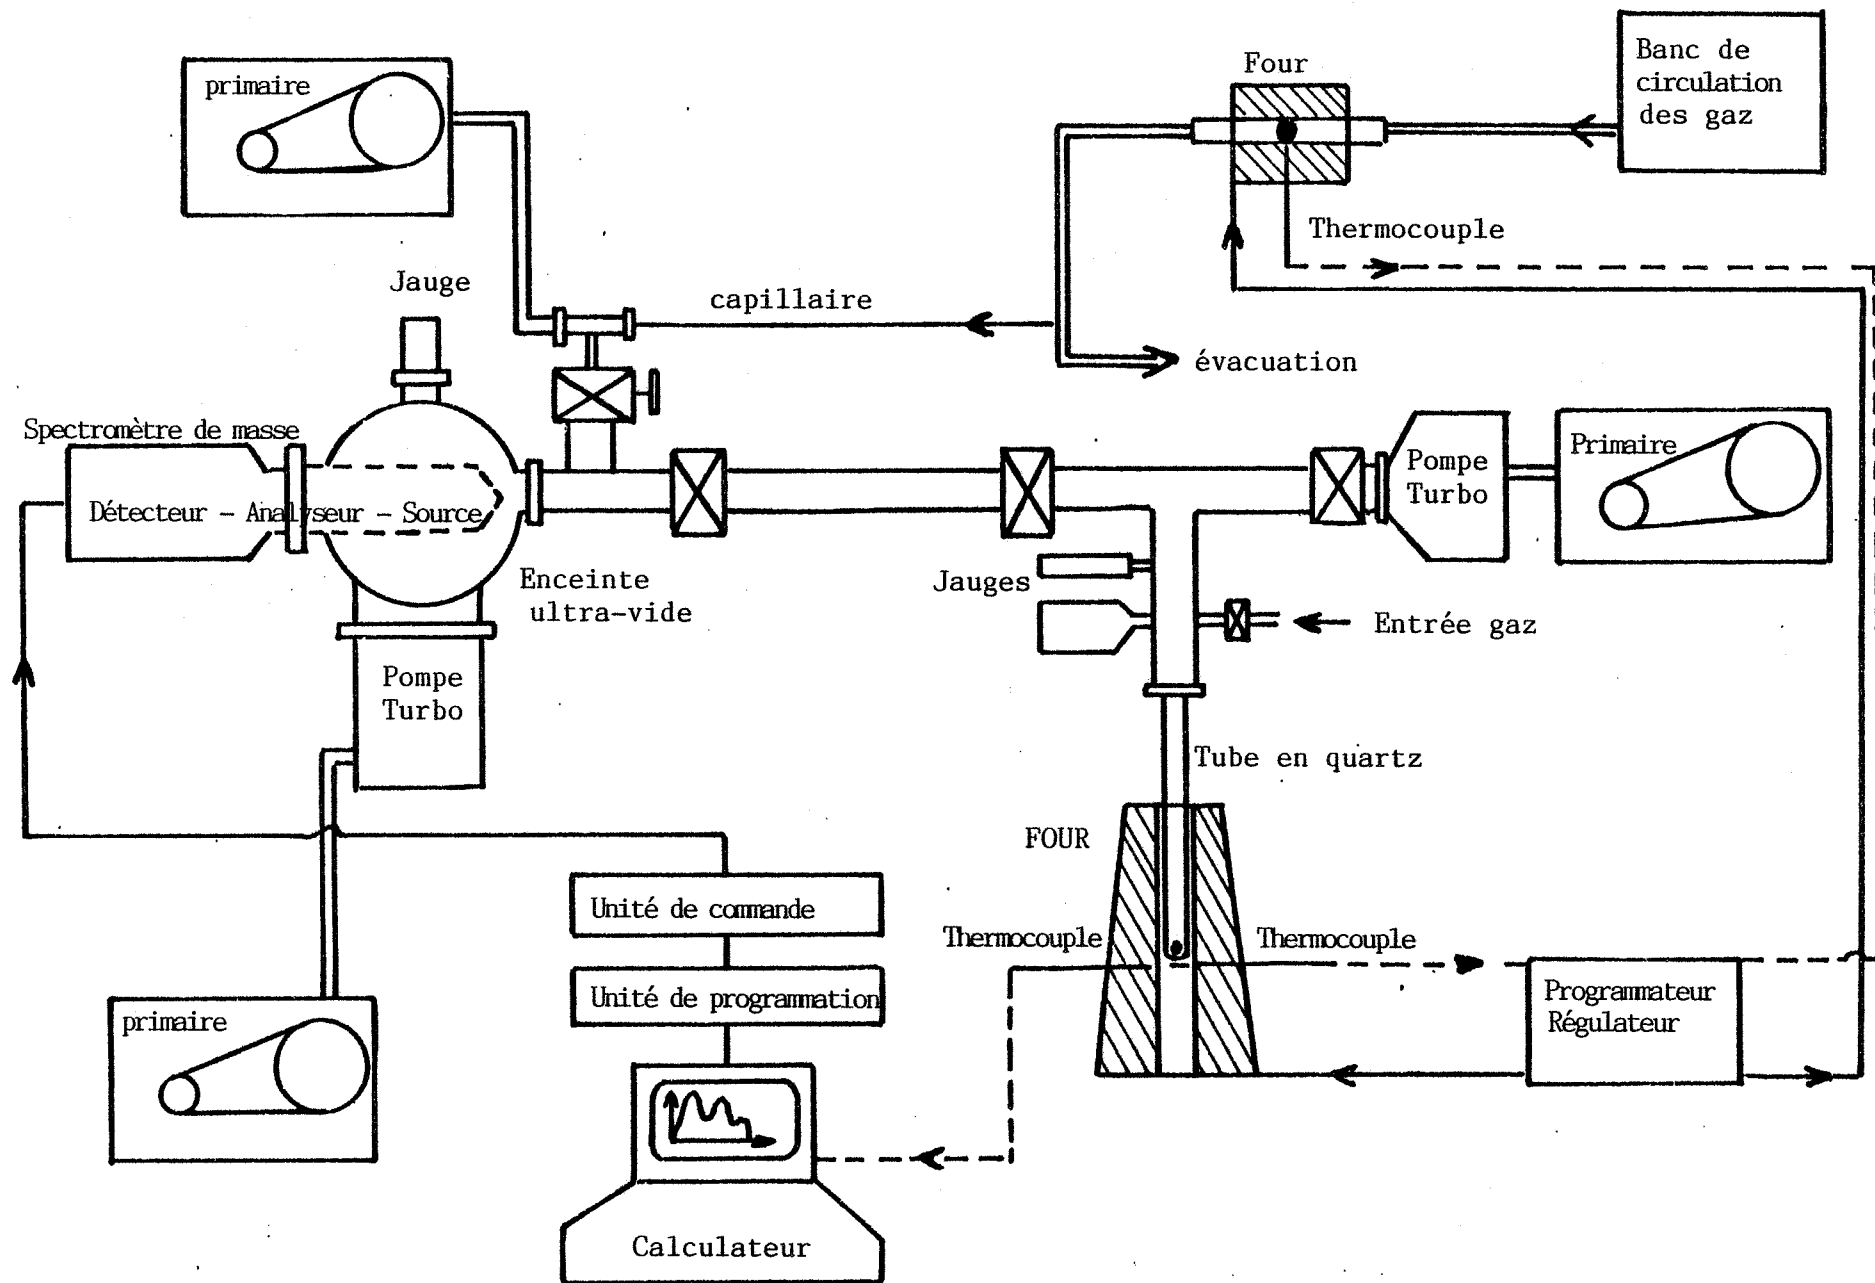 Banc de
circulation
des gaz
Four
primaire
Thermocouple
Jauge
capillaire
évacuation
Spectromètre de masse
Détecteur - Analyseur - Source
Pompe
Turbo
Primaire
Enceinte
ultra-vide
Jauges
Entrée gaz
Pompe
Turbo
Tube en quartz
FOUR
Unité de commande
Thermocouple
Thermocouple
Unité de programmation
Programmateur
Régulateur
primaire
Calculateur